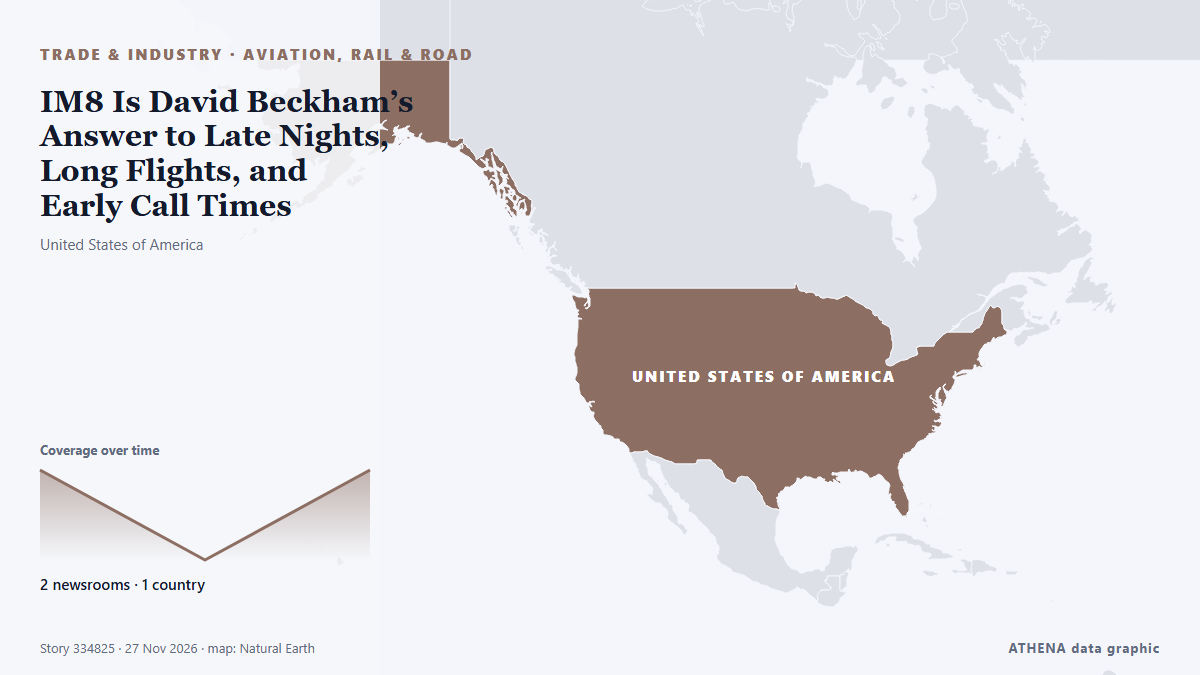 TRADE & INDUSTRY · AVIATION, RAIL & ROAD
IM8 Is David Beckham’s
Answer to Late Nights,
Long Flights, and
Early Call Times
United States of America
UNITED STATES OF AMERICA
Coverage over time
2 newsrooms · 1 country
Story 334825 · 27 Nov 2026 · map: Natural Earth
ATHENA data graphic